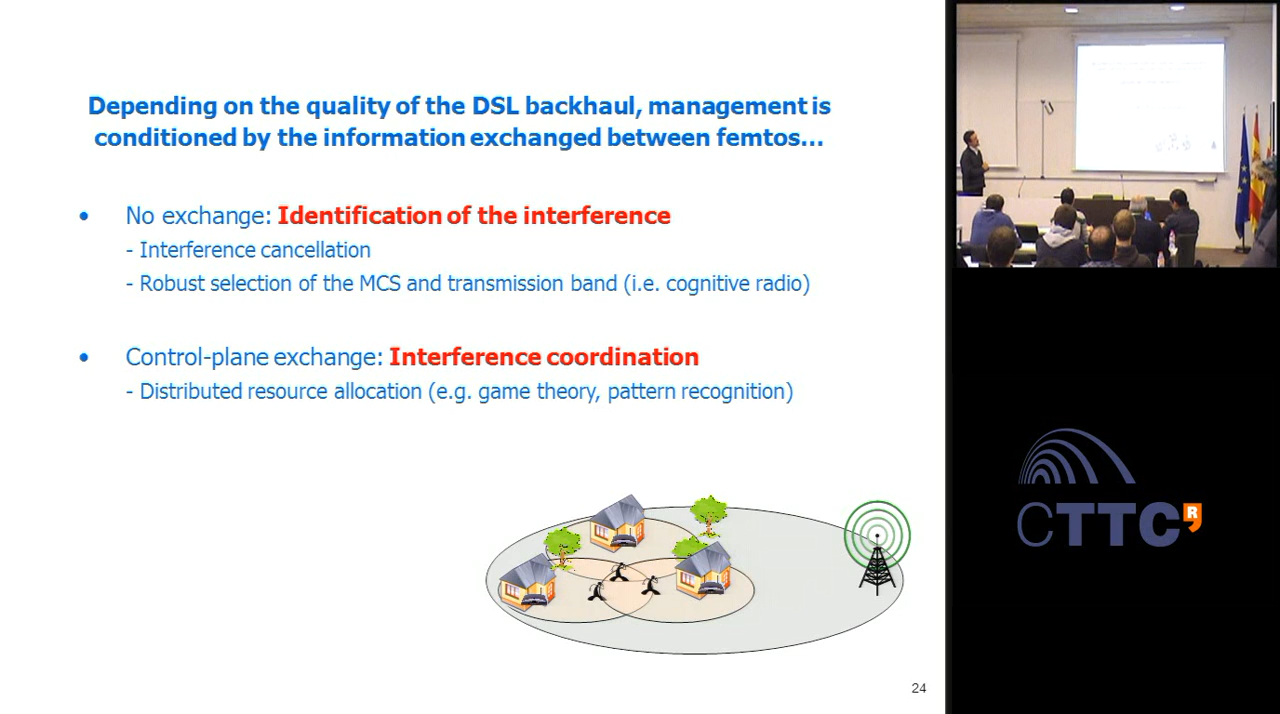 Depending on the quality of the DSL backhaul, management is
conditioned by the information exchanged between femtos...
• No exchange: Identification of the interference
- Interference cancellation
- Robust selection of the MCS and transmission band (i.e. cognitive radio)
• Control-plane exchange: Interference coordination
- Distributed resource allocation (e.g. game theory, pattern recognition)
24
CTTC R